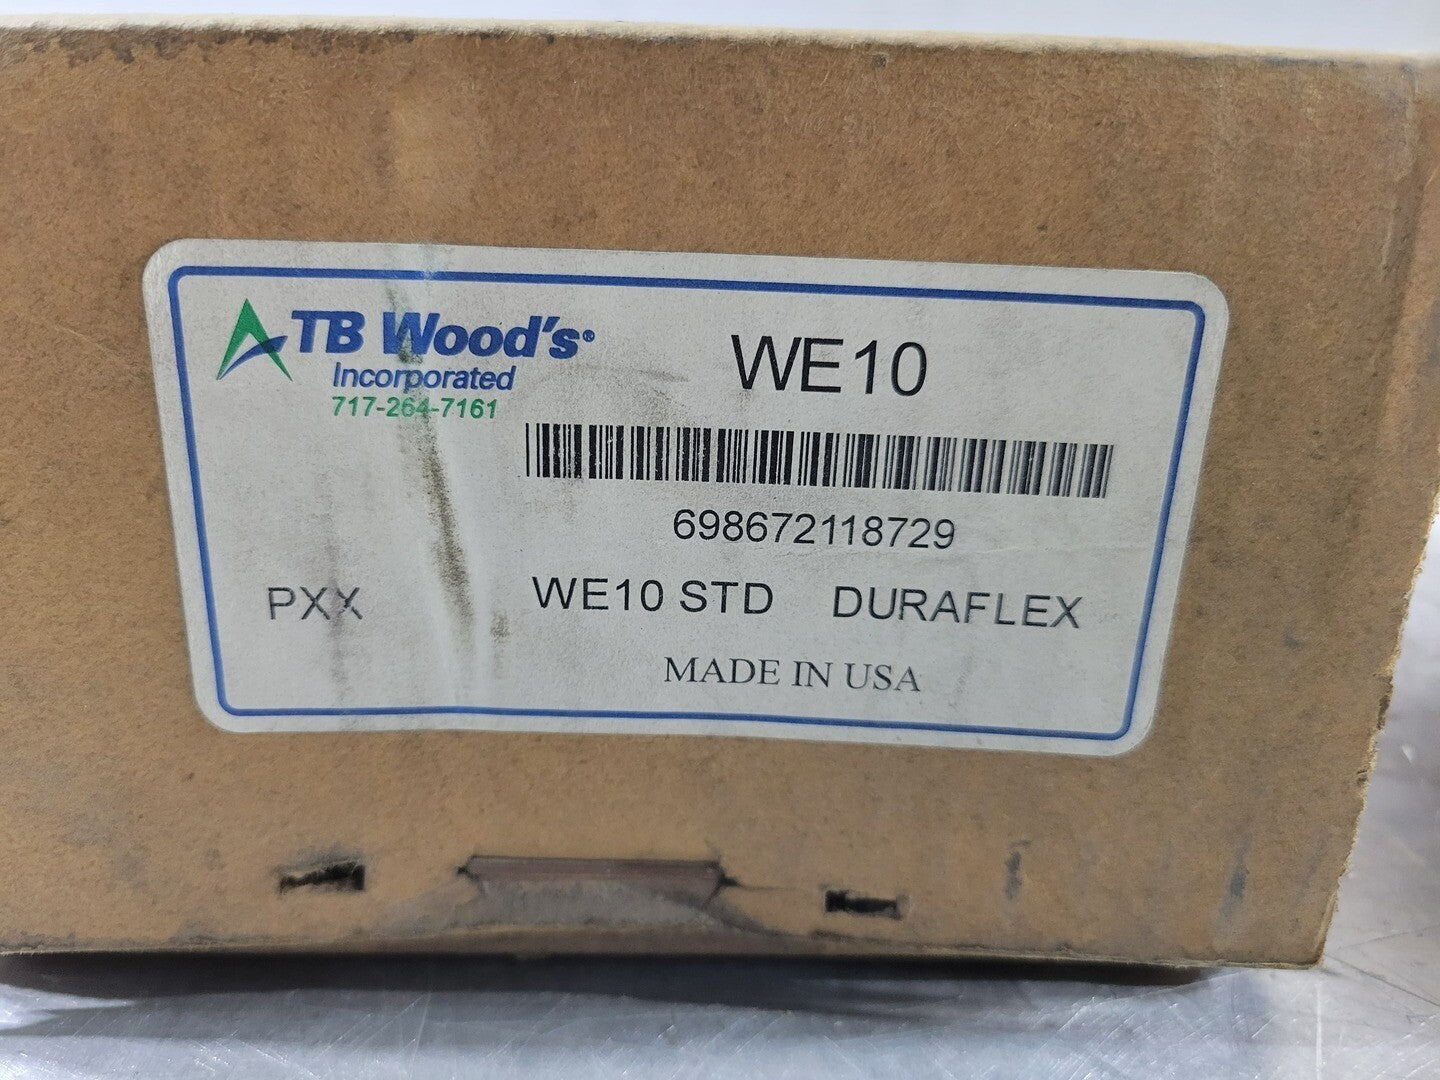 TB Wood's®
Incorporated
717-264-7161
WE10
698672118729
PXX WE10 STD DURAFLEX
MADE IN USA